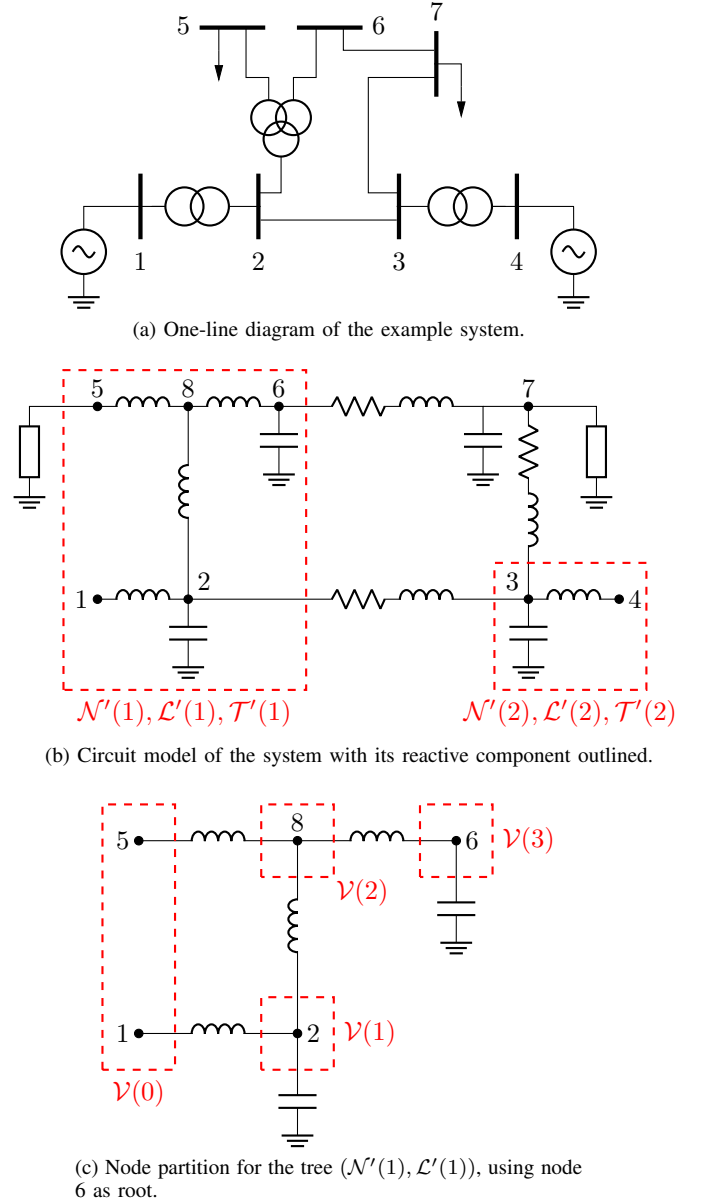 7
5
6
1
2
3
4
(a) One-line diagram of the example system.
5 8 6 7
1 2 3 4
𝒩′(1), ℒ′(1), 𝒯′(1)
𝒩′(2), ℒ′(2), 𝒯′(2)
(b) Circuit model of the system with its reactive component outlined.
5 8 6 𝒱(3)
𝒱(2)
1 2 𝒱(1)
𝒱(0)
(c) Node partition for the tree (𝒩′(1), ℒ′(1)), using node
6 as root.